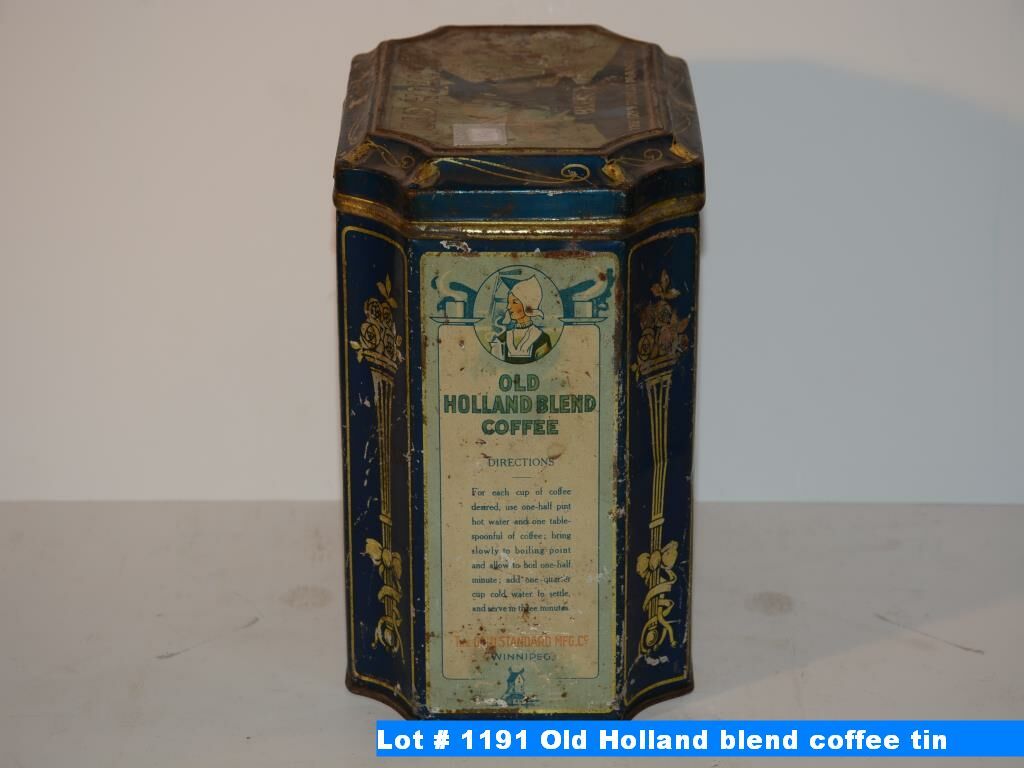 OLD
HOLLAND BLEND
COFFEE
DIRECTIONS
For each cup of coffee
desired, use one-half pint
hot water and one table-
spoonful of coffee; bring
slowly to boiling point
and allow to boil one-half
minute; add one-quarter
cup cold water to settle,
and serve in three minutes.
STANDARD MFG. Co
WINNIPEG
Lot # 1191 Old Holland blend coffee tin